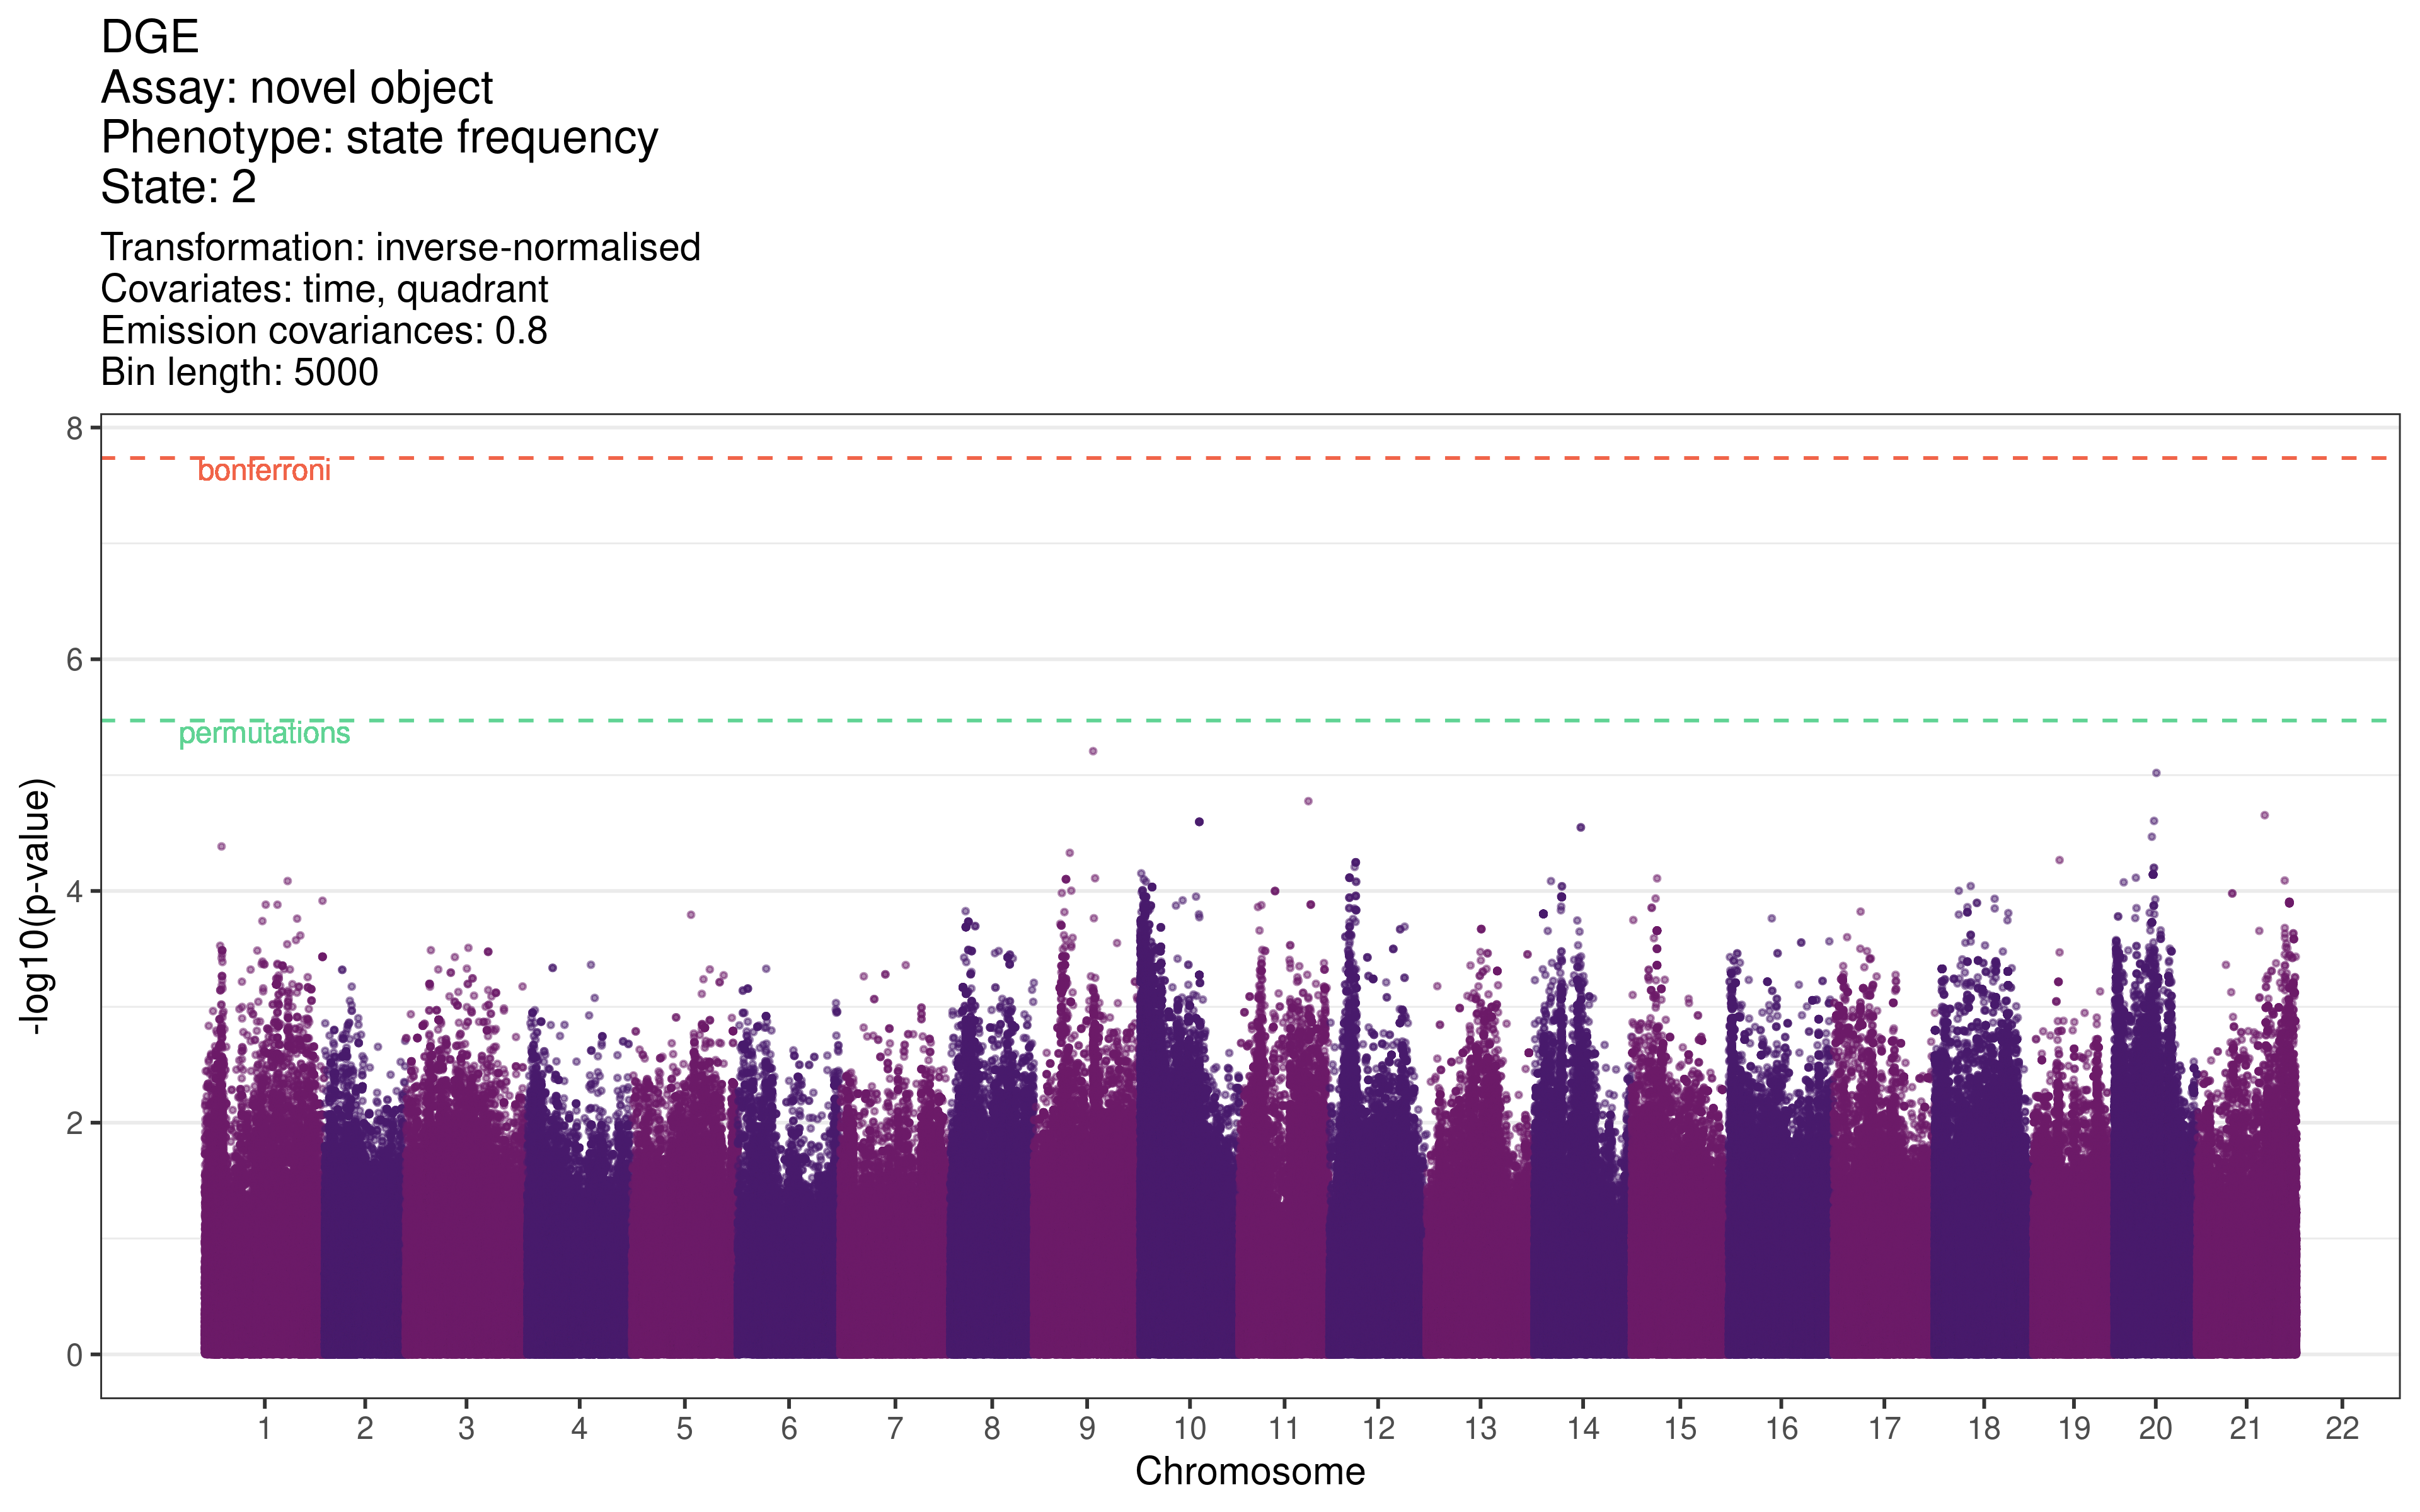 DGE
Assay: novel object
Phenotype: state frequency
State: 2
Transformation: inverse-normalised
Covariates: time, quadrant
Emission covariances: 0.8
Bin length: 5000
8
bonferroni
6
permutations
-log10(p-value)
4
2
0
1 2 3 4 5 6 7 8 9 10 11 12 13 14 15 16 17 18 19 20 21 22
Chromosome